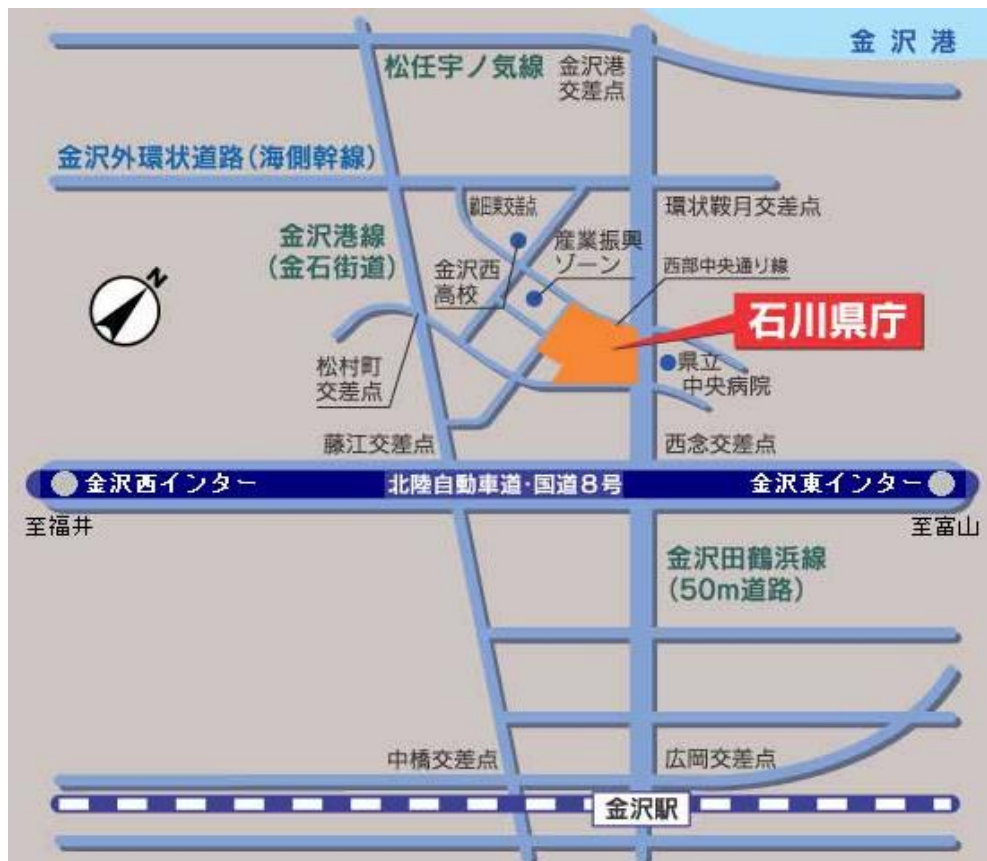 金沢港
松任宇ノ気線
金沢港
交差点
金沢外環状道路(海側幹線)
畝田東交差点
環状鞍月交差点
金沢港線
(金石街道)
産業振興
ゾーン
金沢西
高校
西部中央通り線
N
石川県庁
松村町
交差点
県立
中央病院
藤江交差点
西念交差点
金沢西インター
北陸自動車道・国道8号
金沢東インター
至福井
至富山
金沢田鶴浜線
(50m道路)
中橋交差点
広岡交差点
金沢駅